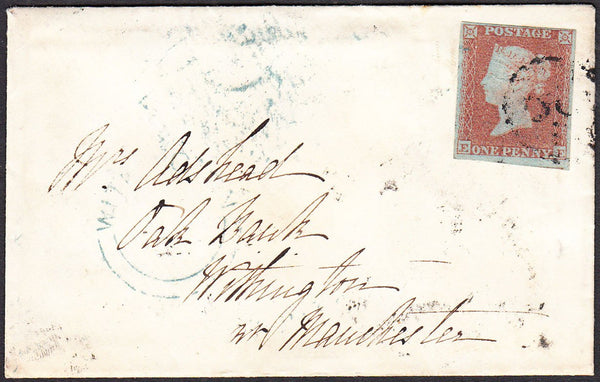 POSTAGE
E ONE PENNY E
Mrs Adshead
Oak Bank
Withington
nr Manchester